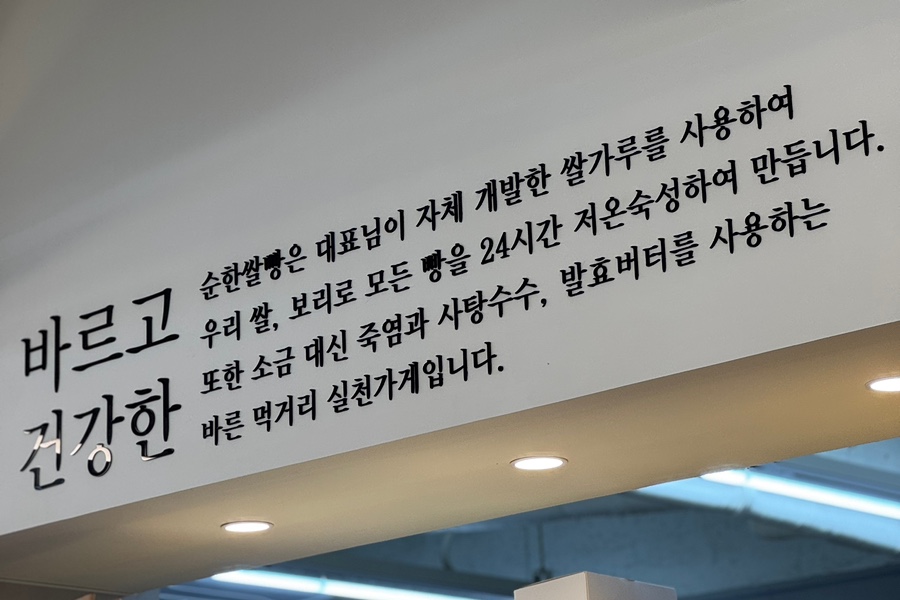 바르고
건강한
순한쌀빵은 대표님이 자체 개발한 쌀가루를 사용하여
우리 쌀, 보리로 모든 빵을 24시간 저온숙성하여 만듭니다.
또한 소금 대신 죽염과 사탕수수, 발효버터를 사용하는
바른 먹거리 실천가게입니다.